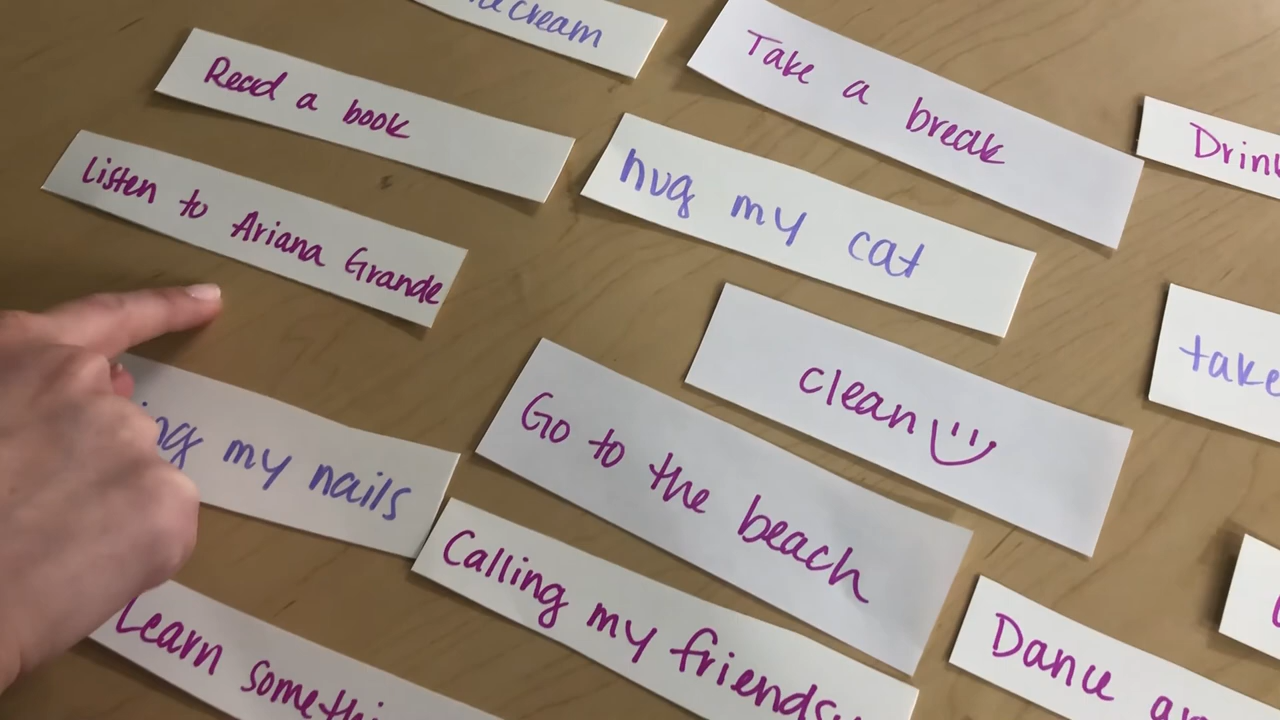 cream
Take a break
Read a book
Drink
hug my cat
Listen to Ariana Grande
take
clean
my nails
Go to the beach
Calling my friends
Learn
Dance